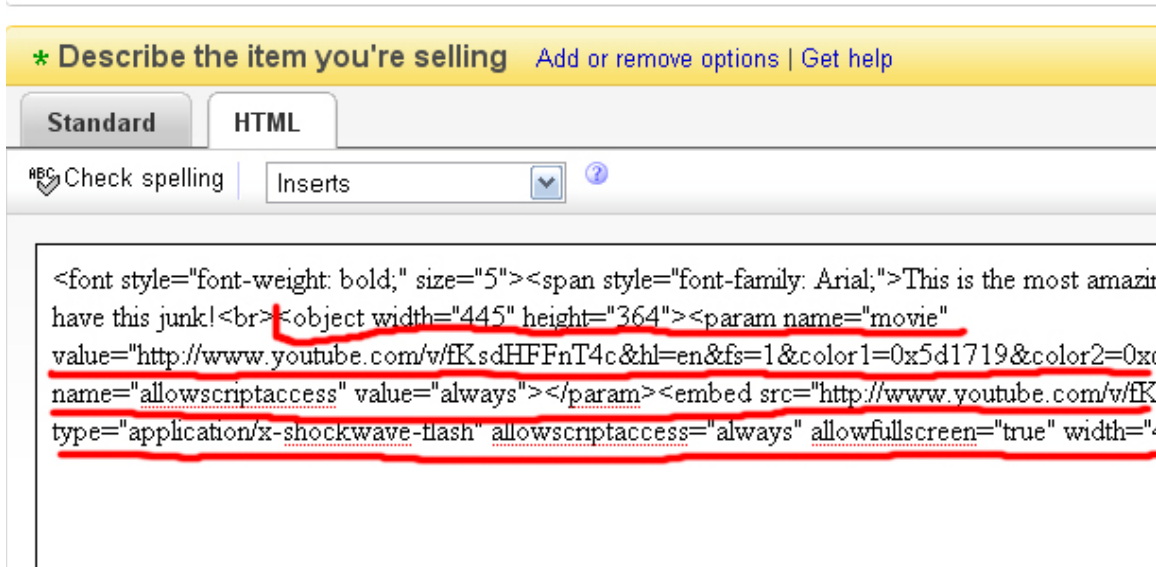 * Describe the item you're selling Add or remove options | Get help
Standard HTML
ABC Check spelling Inserts ?
<font style="font-weight: bold;" size="5"><span style="font-family: Arial;">This is the most
have this junk!<br><object width="445" height="364"><param name="movie"
value="http://www.youtube.com/v/fKsdHFFnT4c&hl=en&fs=1&color1=0x5d1719&color2=
name="allowscriptaccess" value="always"></param><embed src="http://www.youtube.com/v/fK
type="application/x-shockwave-flash" allowscriptaccess="always" allowfullscreen="true" width="4